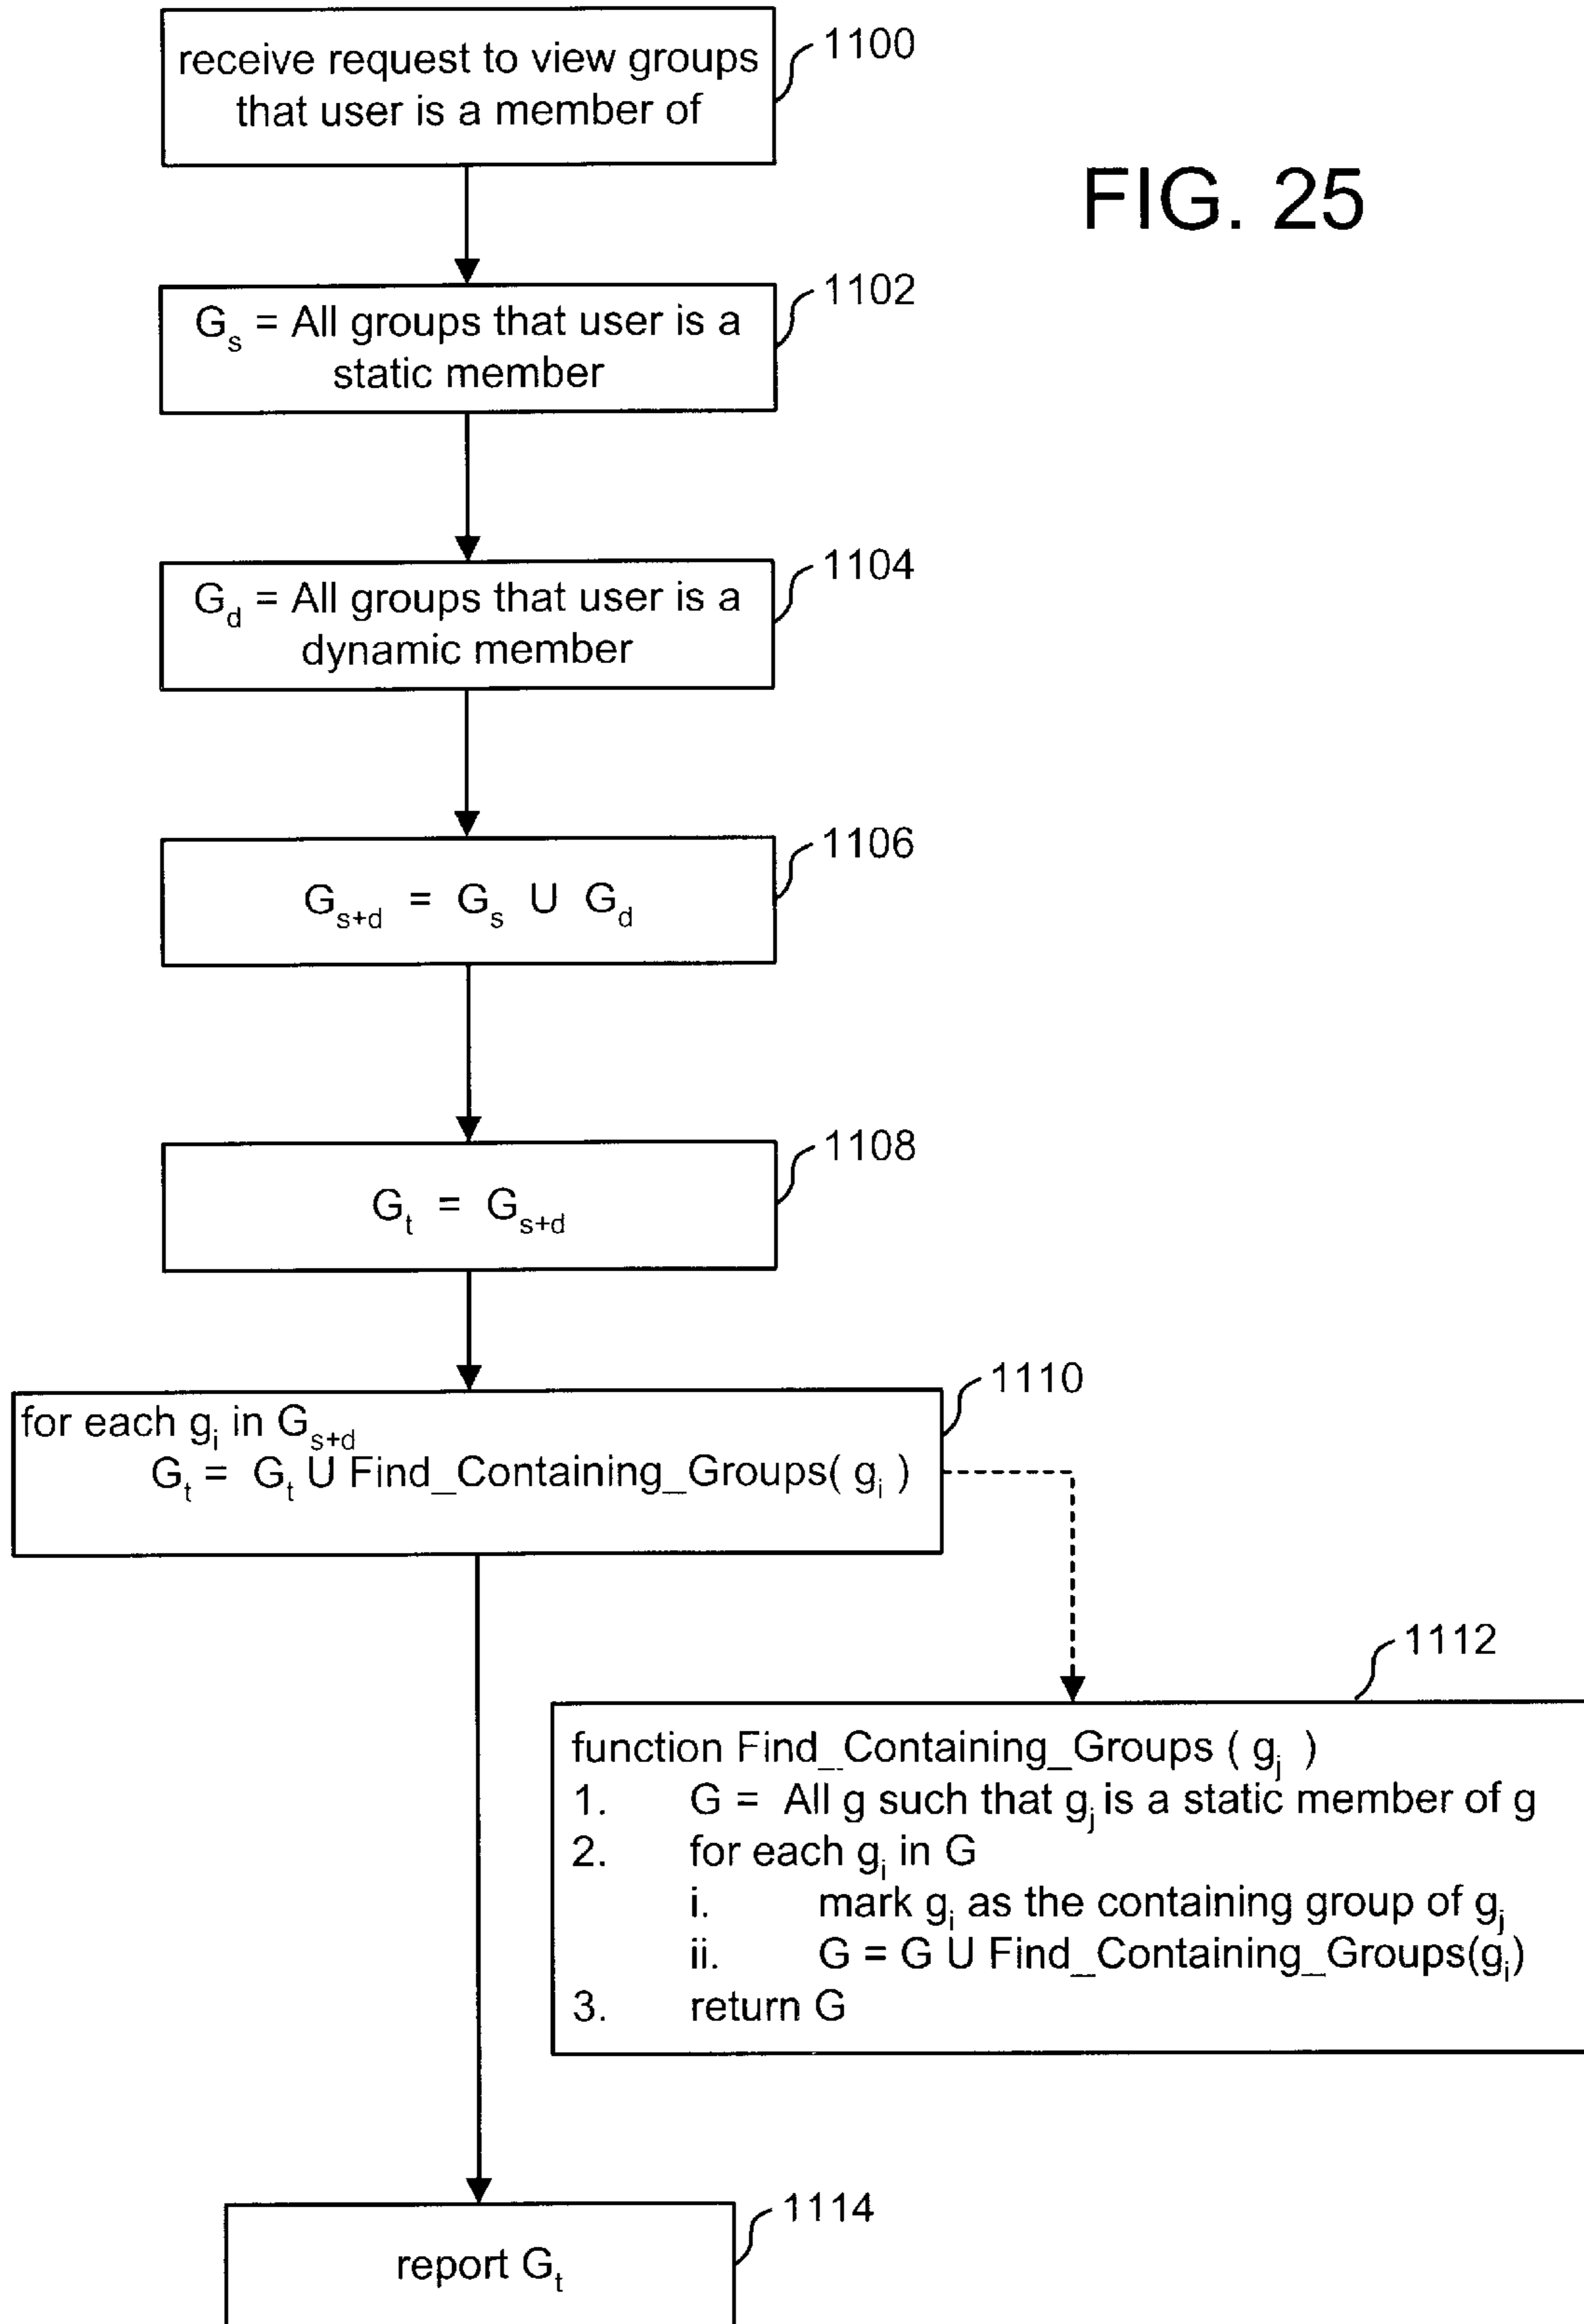 receive request to view groups
that user is a member of
1100
FIG. 25
1102
Gs = All groups that user is a
static member
1104
Gd = All groups that user is a
dynamic member
1106
Gs+d = Gs U Gd
1108
Gt = Gs+d
1110
for each gi in Gs+d
Gt = Gt U Find_Containing_Groups( gi )
1112
function Find_Containing_Groups ( gj )
1. G = All g such that gj is a static member of g
2. for each gi in G
i. mark gi as the containing group of gj
ii. G = G U Find_Containing_Groups(gi)
3. return G
1114
report Gt